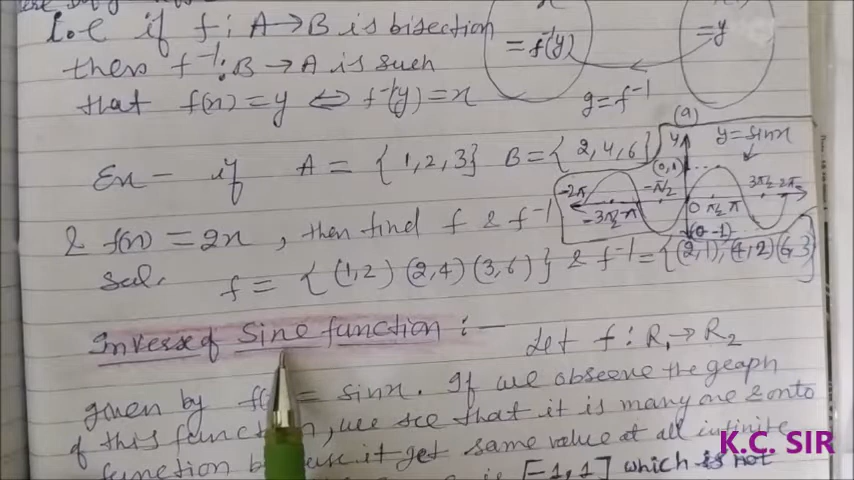 i.e if f : A → B is bisection
then f⁻¹ : B → A is such
that f(x) = y ⇔ f⁻¹(y) = x
= f⁻¹(y)
= y
g = f⁻¹
(a)
Ex - if A = {1,2,3} B = {2,4,6}
& f(x) = 2x, then find f & f⁻¹
y
y = sinx
(0,1)
-2π -π/2 3π/2 2π
-3π/2 -π 0 π/2 π
(0 -1)
Sol. f = {(1,2) (2,4) (3,6)} & f⁻¹ = {(2,1), (4,2) (6,3)}
Inverse of Sine function :- Let f : R₁ → R₂
given by = sinx. If we observe the graph
of this function, we see that it is many one & onto
function it get same value at all infinite
is [-1,1] which is not
K.C. SIR